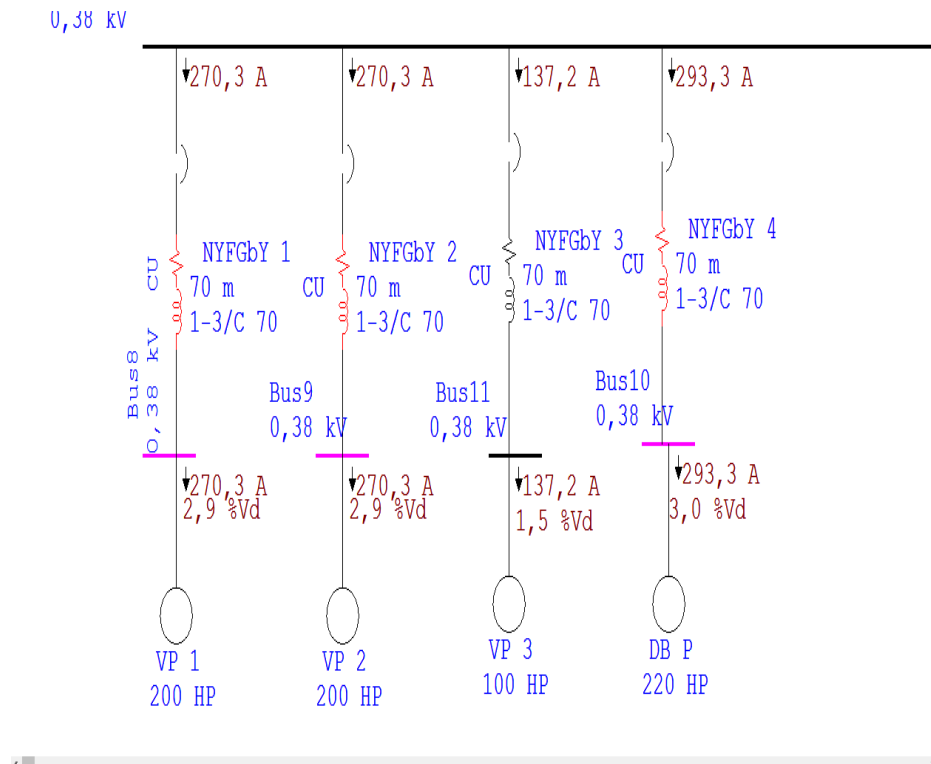 0,38 kV
270,3 A
270,3 A
137,2 A
293,3 A
NYFGbY 1
CU
70 m
1-3/C 70
NYFGbY 2
CU
70 m
1-3/C 70
NYFGbY 3
CU
70 m
1-3/C 70
NYFGbY 4
CU
70 m
1-3/C 70
Bus8
0,38 kV
Bus9
0,38 kV
Bus11
0,38 kV
Bus10
0,38 kV
270,3 A
2,9 %Vd
270,3 A
2,9 %Vd
137,2 A
1,5 %Vd
293,3 A
3,0 %Vd
VP 1
200 HP
VP 2
200 HP
VP 3
100 HP
DB P
220 HP